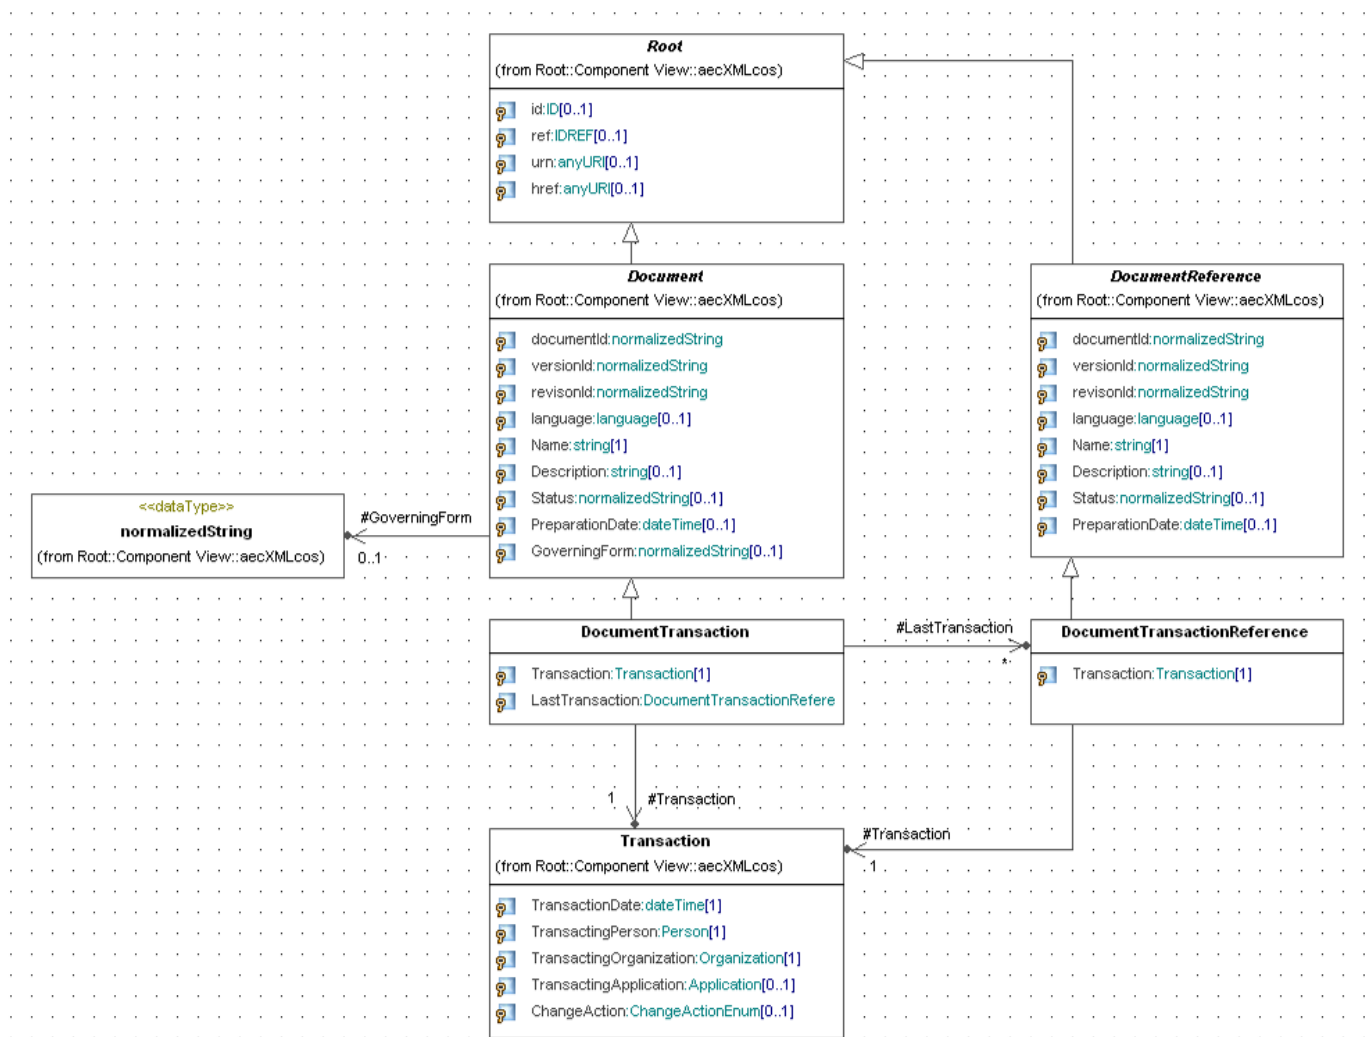 Root
(from Root::Component View::aecXMLcos)
id:ID[0..1]
ref:IDREF[0..1]
urn:anyURI[0..1]
href:anyURI[0..1]
Document
(from Root::Component View::aecXMLcos)
documentId:normalizedString
versionId:normalizedString
revisonId:normalizedString
language:language[0..1]
Name:string[1]
Description:string[0..1]
Status:normalizedString[0..1]
PreparationDate:dateTime[0..1]
GoverningForm:normalizedString[0..1]
DocumentReference
(from Root::Component View::aecXMLcos)
documentId:normalizedString
versionId:normalizedString
revisonId:normalizedString
language:language[0..1]
Name:string[1]
Description:string[0..1]
Status:normalizedString[0..1]
PreparationDate:dateTime[0..1]
<<dataType>>
normalizedString
(from Root::Component View::aecXMLcos)
#GoverningForm
0..1
DocumentTransaction
Transaction:Transaction[1]
LastTransaction:DocumentTransactionRefere
#LastTransaction
*
DocumentTransactionReference
Transaction:Transaction[1]
1 #Transaction
#Transaction
1
Transaction
(from Root::Component View::aecXMLcos)
TransactionDate:dateTime[1]
TransactingPerson:Person[1]
TransactingOrganization:Organization[1]
TransactingApplication:Application[0..1]
ChangeAction:ChangeActionEnum[0..1]